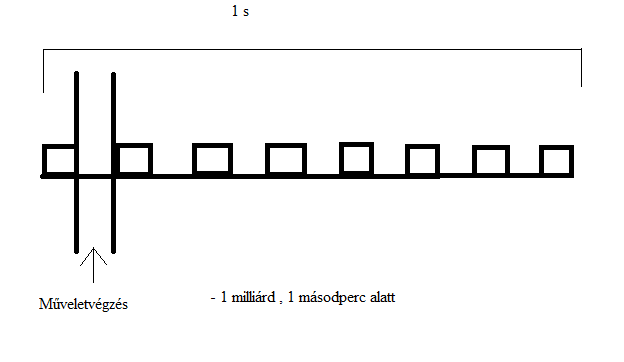 1 s
Műveletvégzés
- 1 milliárd , 1 másodperc alatt